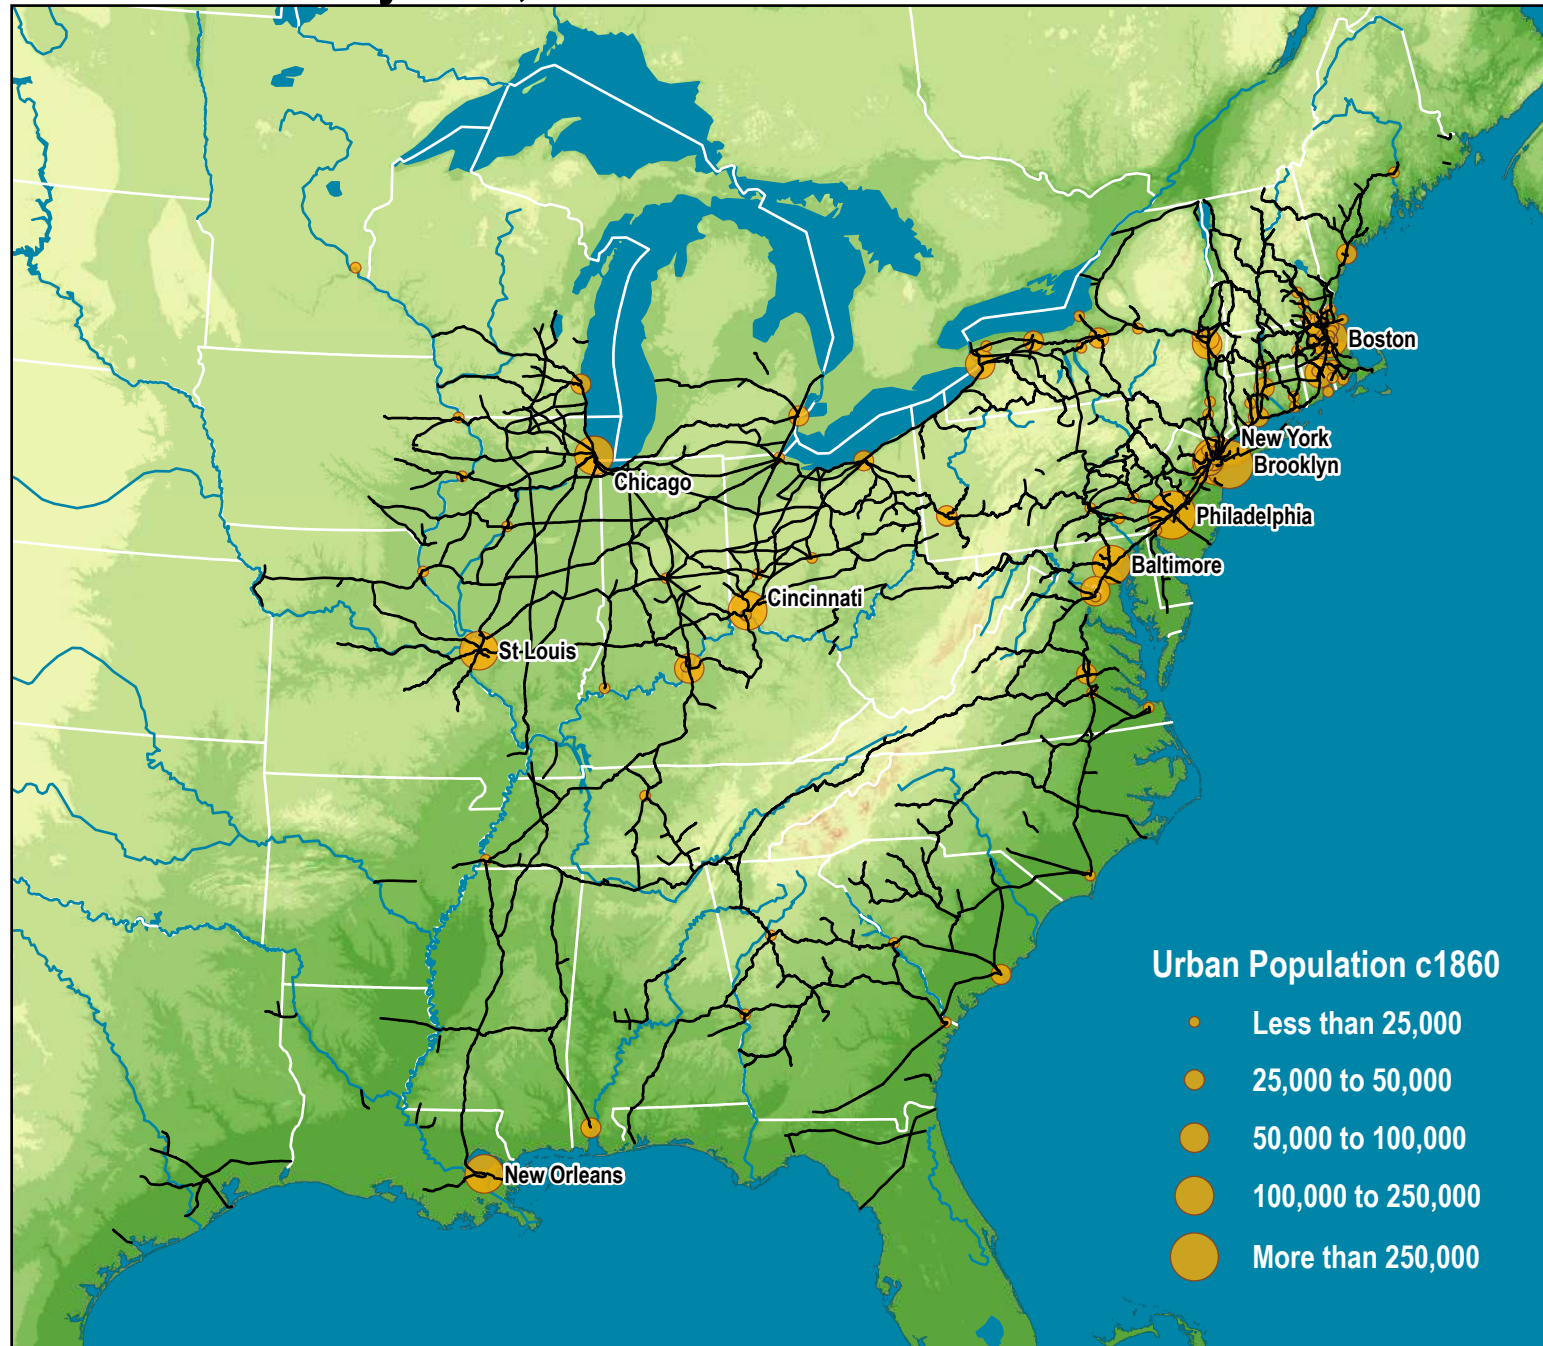 Boston
New York
Brooklyn
Chicago
Philadelphia
Baltimore
Cincinnati
St Louis
New Orleans
Urban Population c1860
Less than 25,000
25,000 to 50,000
50,000 to 100,000
100,000 to 250,000
More than 250,000